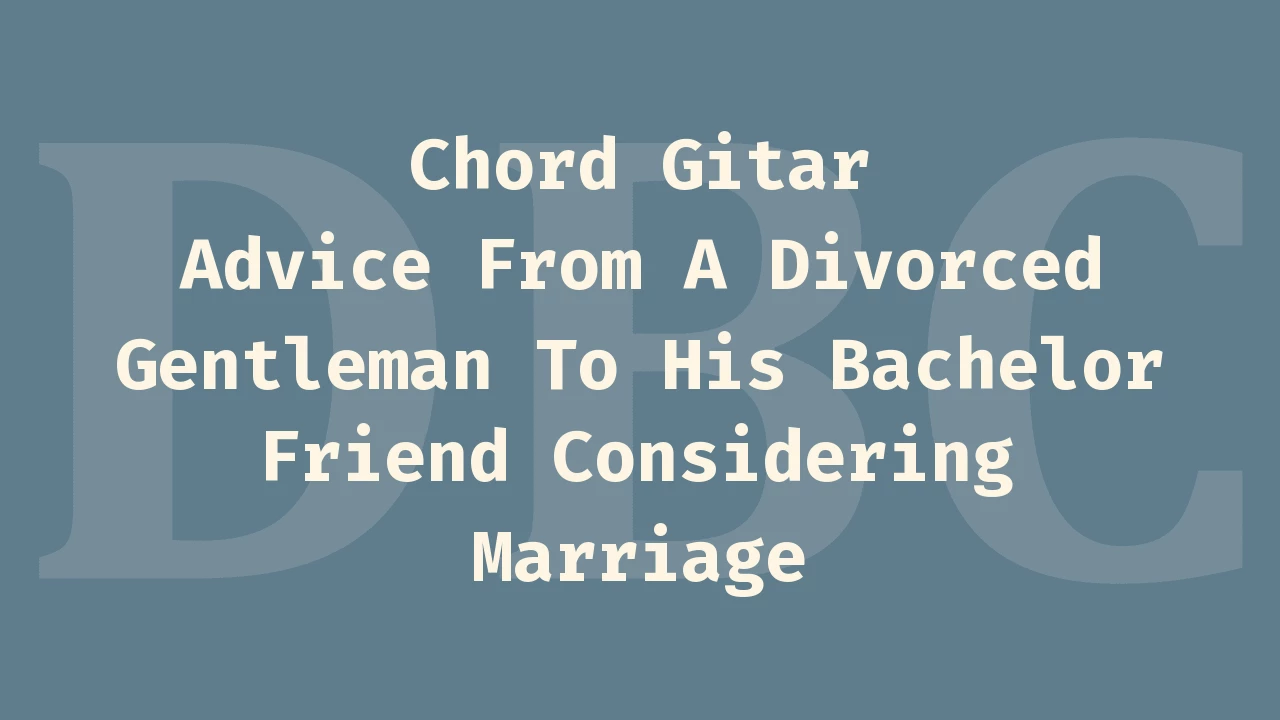 DBC
Chord Gitar
Advice From A Divorced
Gentleman To His Bachelor
Friend Considering
Marriage